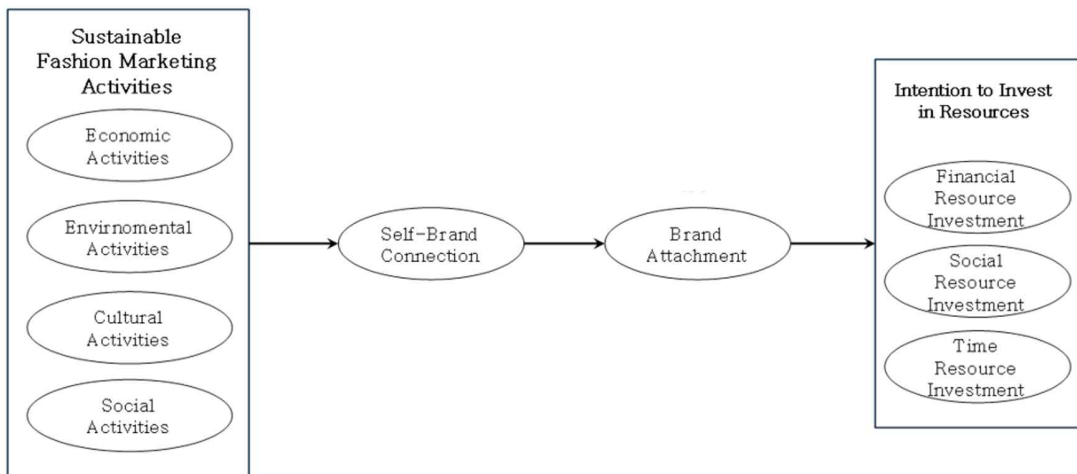 Sustainable
Fashion Marketing
Activities
Economic
Activities
Envirnomental
Activities
Cultural
Activities
Social
Activities
Self-Brand
Connection
Brand
Attachment
Intention to Invest
in Resources
Financial
Resource
Investment
Social
Resource
Investment
Time
Resource
Investment